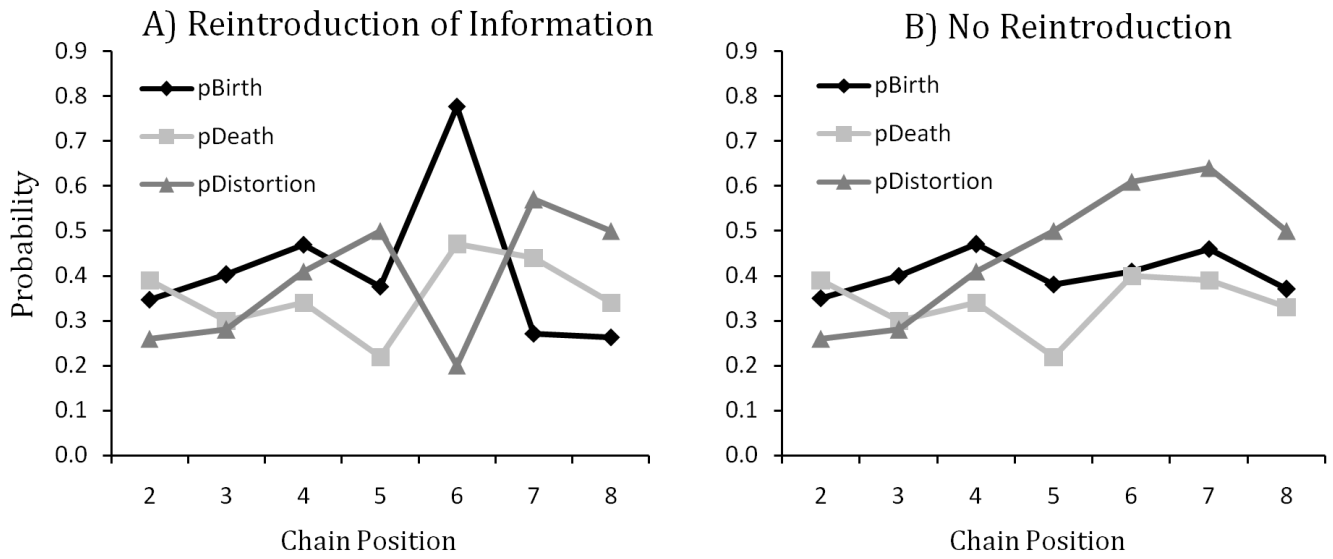 A) Reintroduction of Information
0.9
0.8
0.7
0.6
0.5
0.4
0.3
0.2
0.1
0.0
Probability
pBirth
pDeath
pDistortion
2 3 4 5 6 7 8
Chain Position
B) No Reintroduction
0.9
0.8
0.7
0.6
0.5
0.4
0.3
0.2
0.1
0.0
pBirth
pDeath
pDistortion
2 3 4 5 6 7 8
Chain Position